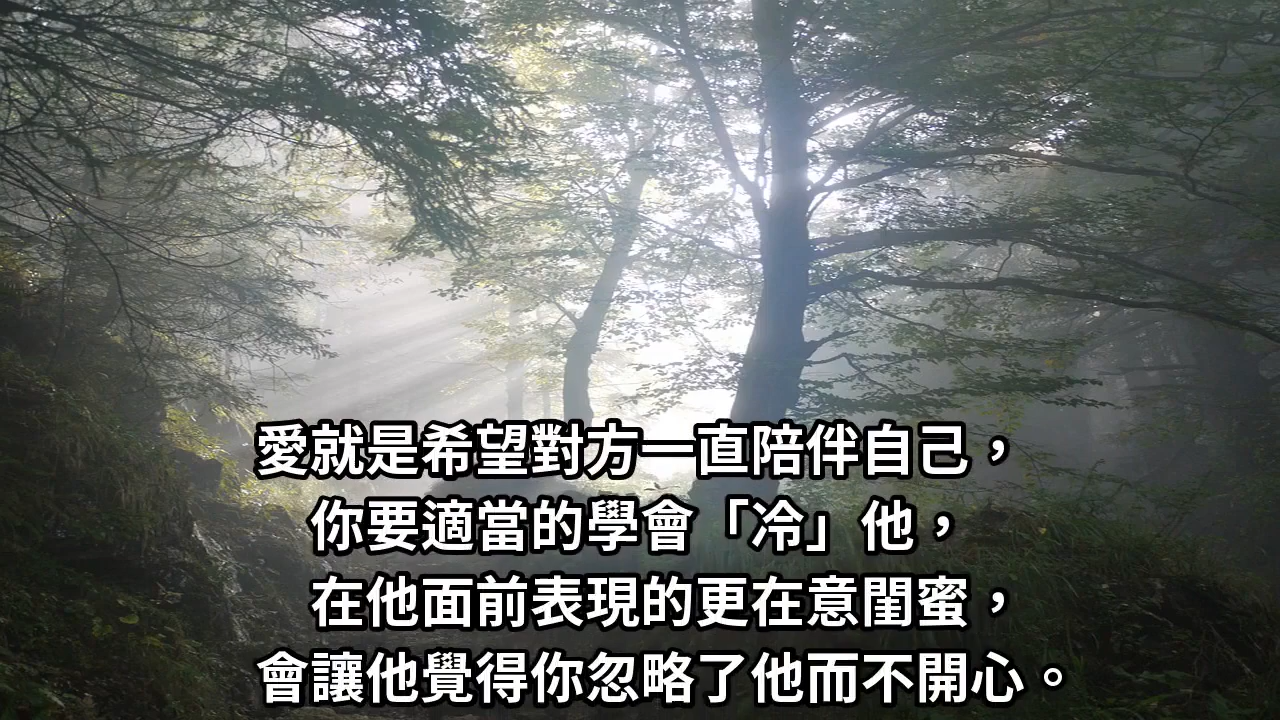 愛就是希望對方一直陪伴自己，
你要適當的學會「冷」他，
在他面前表現的更在意閨蜜，
會讓他覺得你忽略了他而不開心。